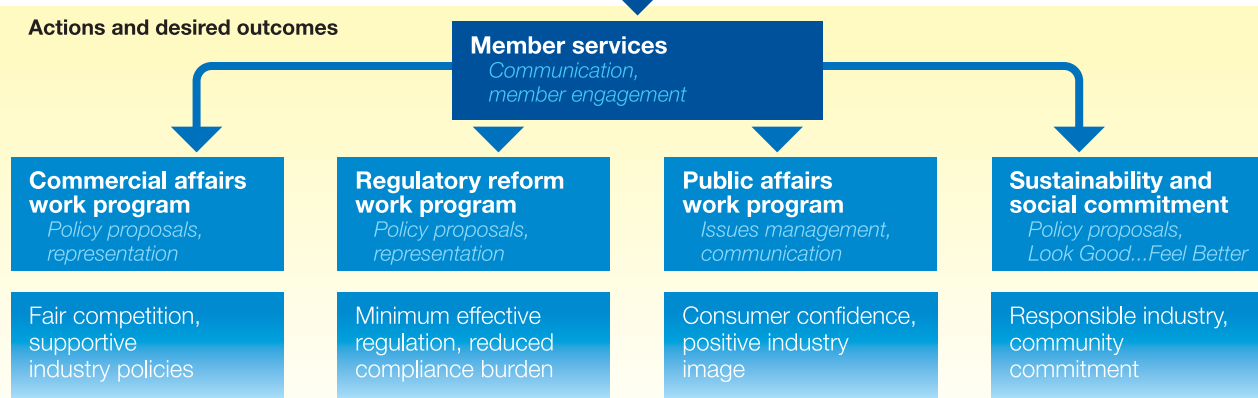 Actions and desired outcomes
Member services
Communication,
member engagement
Commercial affairs
work program
Policy proposals,
representation
Regulatory reform
work program
Policy proposals,
representation
Public affairs
work program
Issues management,
communication
Sustainability and
social commitment
Policy proposals,
Look Good...Feel Better
Fair competition,
supportive
industry policies
Minimum effective
regulation, reduced
compliance burden
Consumer confidence,
positive industry
image
Responsible industry,
community
commitment